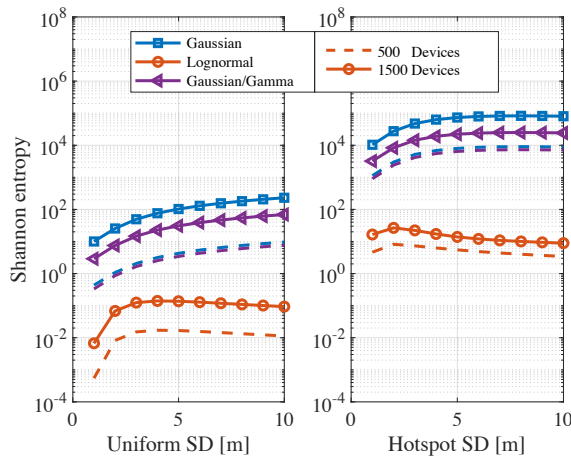 Shannon entropy
10^8
10^6
10^4
10^2
10^0
10^-2
10^-4
0
5
10
Uniform SD [m]
Gaussian
Lognormal
Gaussian/Gamma
500 Devices
1500 Devices
10^8
10^6
10^4
10^2
10^0
10^-2
10^-4
0
5
10
Hotspot SD [m]